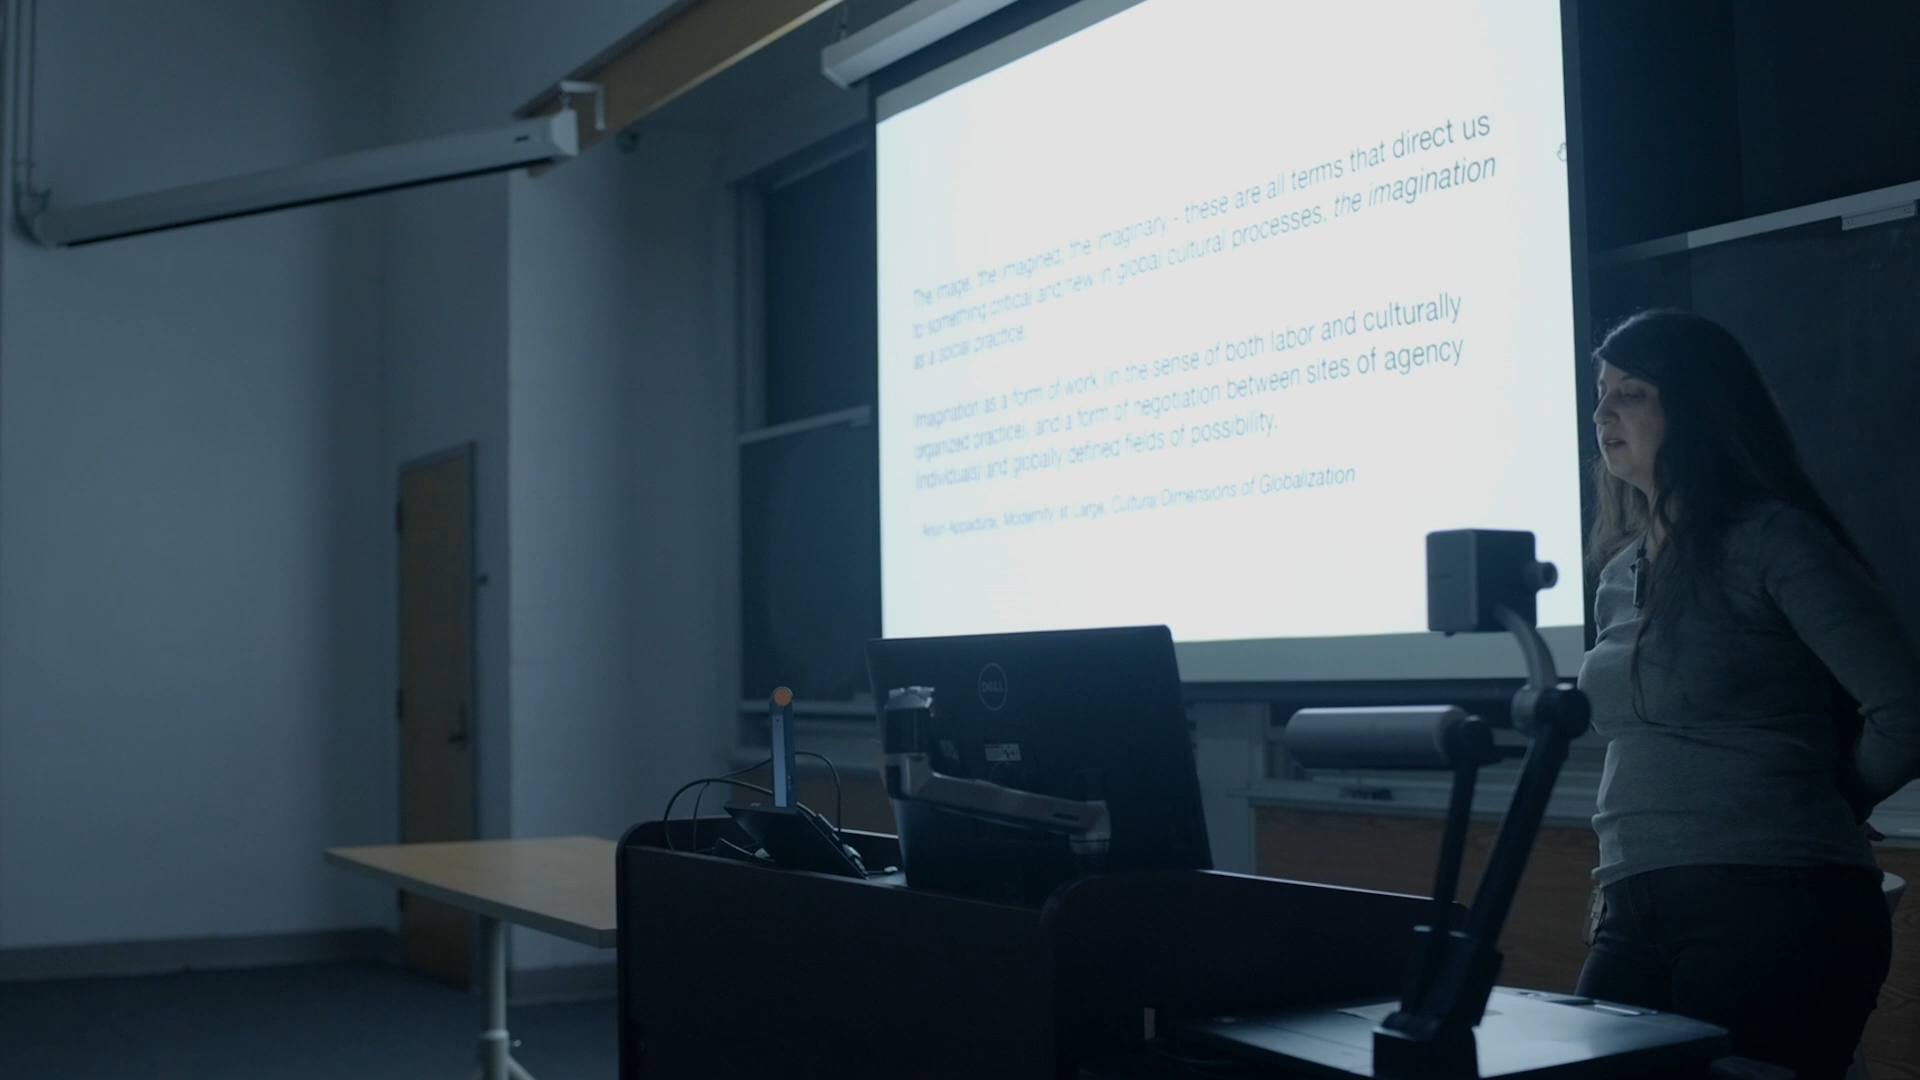 The image, the imagined, the imaginary - these are all terms that direct us
to something critical and new in global cultural processes, the imagination
as a social practice.
Imagination as a form of work (in the sense of both labor and culturally
organized practice), and a form of negotiation between sites of agency
(individuals) and globally defined fields of possibility.
Arjun Appadurai, Modernity at Large, Cultural Dimensions of Globalization
DELL